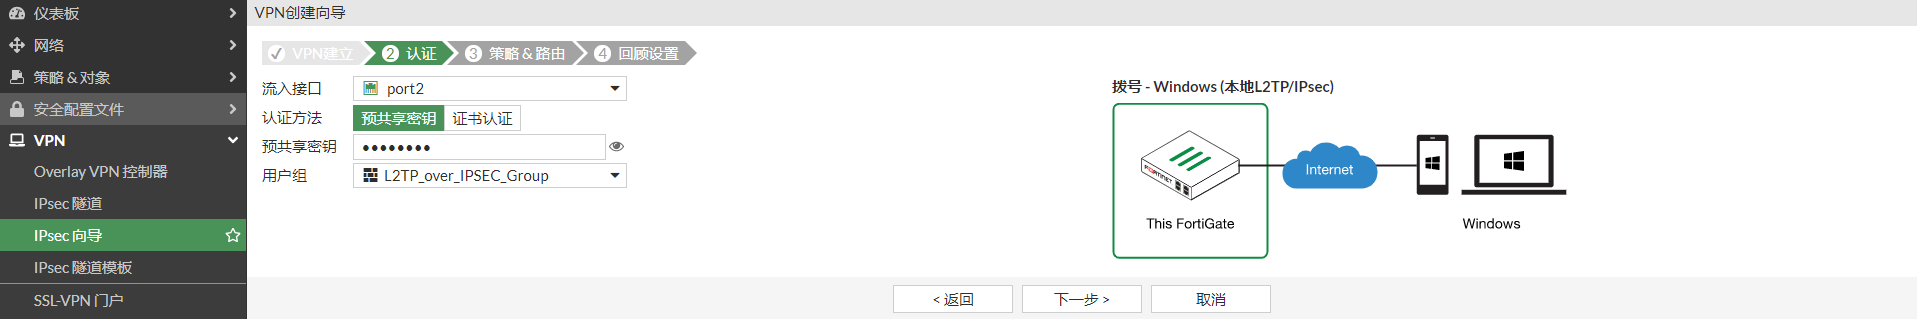 仪表板
网络
策略 & 对象
安全配置文件
VPN
Overlay VPN 控制器
IPsec 隧道
IPsec 向导
IPsec 隧道模板
SSL-VPN 门户
VPN创建向导
VPN建立 2 认证 3 策略 & 路由 4 回顾设置
流入接口 port2
认证方法 预共享密钥 证书认证
预共享密钥 ••••••••
用户组 L2TP_over_IPSEC_Group
拨号 - Windows (本地L2TP/IPsec)
FORTINET
Internet
This FortiGate
Windows
< 返回 下一步 > 取消